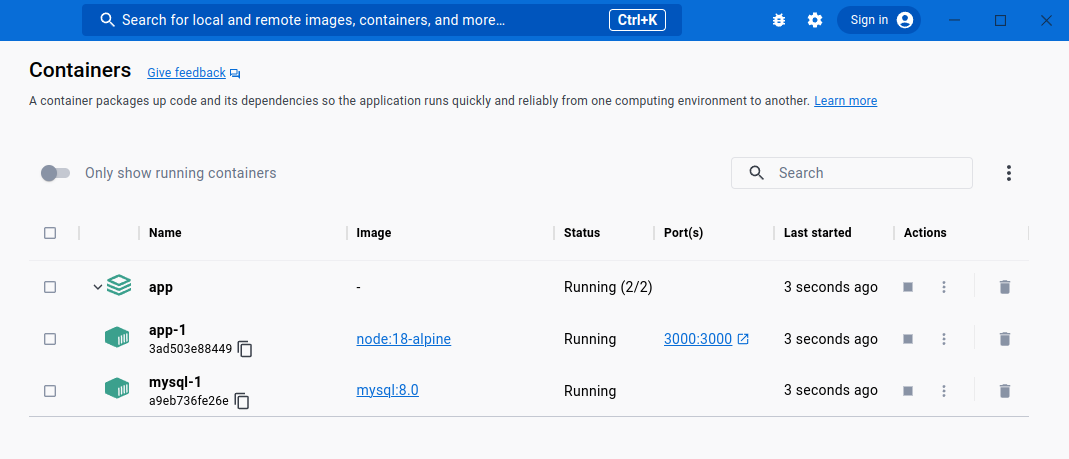 Search for local and remote images, containers, and more... Ctrl+K Sign in
Containers Give feedback
A container packages up code and its dependencies so the application runs quickly and reliably from one computing environment to another. Learn more
Only show running containers Search
Name Image Status Port(s) Last started Actions
app - Running (2/2) 3 seconds ago
app-1 node:18-alpine Running 3000:3000 3 seconds ago
3ad503e88449
mysql-1 mysql:8.0 Running 3 seconds ago
a9eb736fe26e